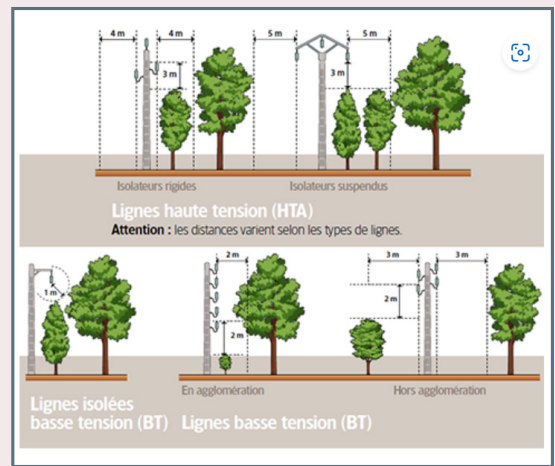 4 m 4 m 5 m 5 m
3 m 3 m
Isolateurs rigides Isolateurs suspendus
Lignes haute tension (HTA)
Attention : les distances varient selon les types de lignes.
2 m 3 m 3 m
1 m 2 m
2 m
En agglomération Hors agglomération
Lignes isolées
basse tension (BT) Lignes basse tension (BT)